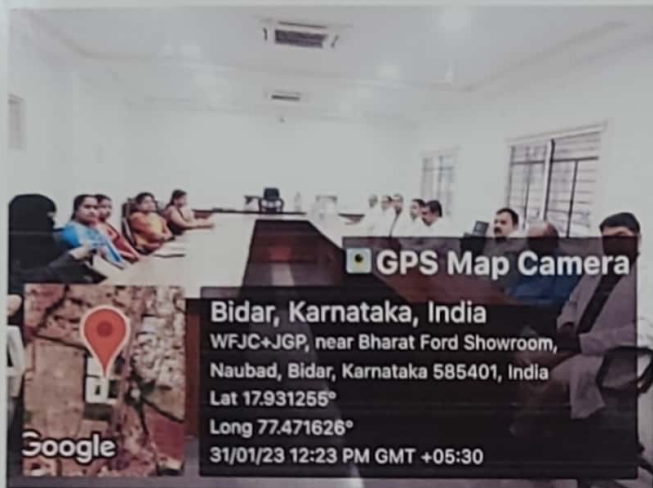 GPS Map Camera
Bidar, Karnataka, India
WFJC+JGP, near Bharat Ford Showroom,
Naubad, Bidar, Karnataka 585401, India
Lat 17.931255°
Long 77.471626°
31/01/23 12:23 PM GMT +05:30
Google